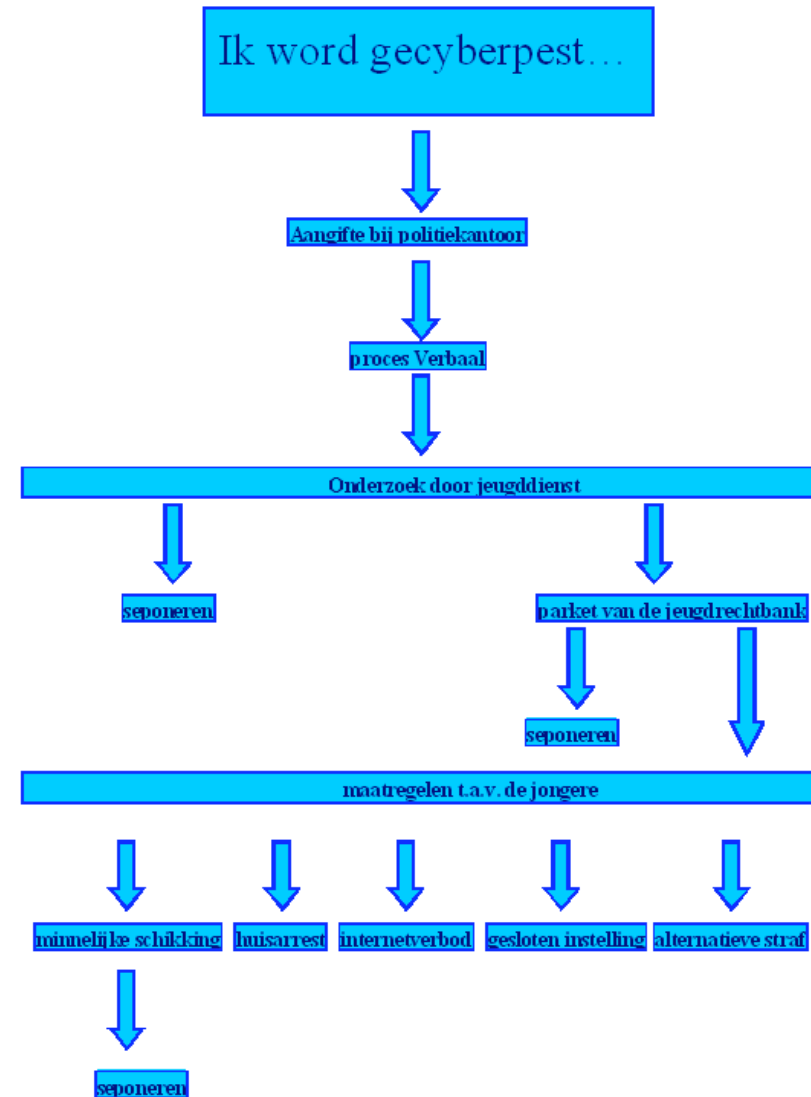 Ik word gecyberpest…
Aangifte bij politiekantoor
proces Verbaal
Onderzoek door jeugddienst
seponeren
parket van de jeugdrechtbank
seponeren
maatregelen t.a.v. de jongere
minnelijke schikking
huisarrest
internetverbod
gesloten instelling
alternatieve straf
seponeren